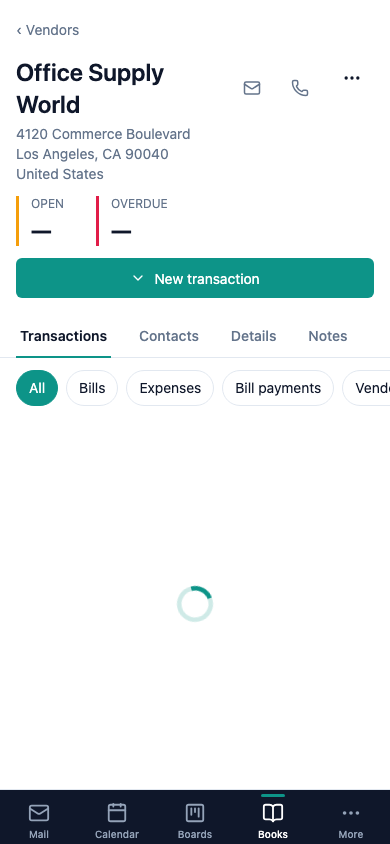 ‹ Vendors
Office Supply
World
4120 Commerce Boulevard
Los Angeles, CA 90040
United States
OPEN OVERDUE
— —
New transaction
Transactions Contacts Details Notes
All Bills Expenses Bill payments Vend
Mail Calendar Boards Books More